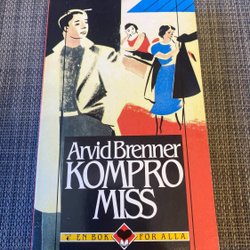 Arvid Brenner
KOMPRO
MISS
EN BOK FÖR ALLA